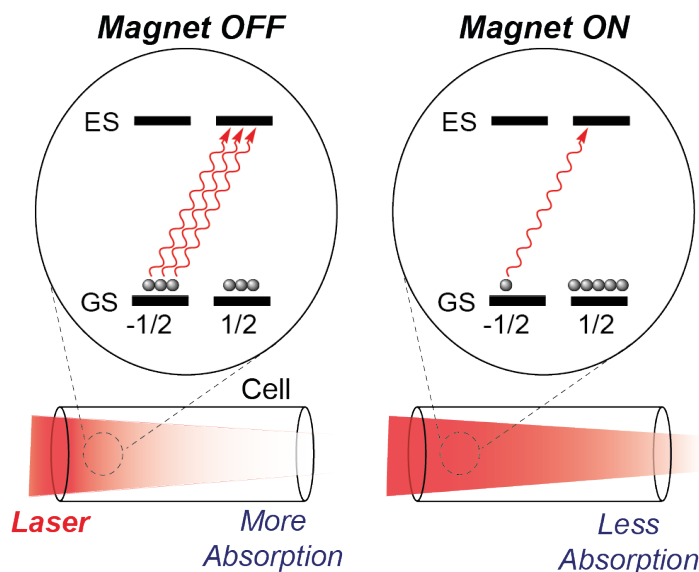 Magnet OFF
Magnet ON
ES
ES
GS
-1/2
1/2
GS
-1/2
1/2
Cell
Laser
More
Absorption
Less
Absorption